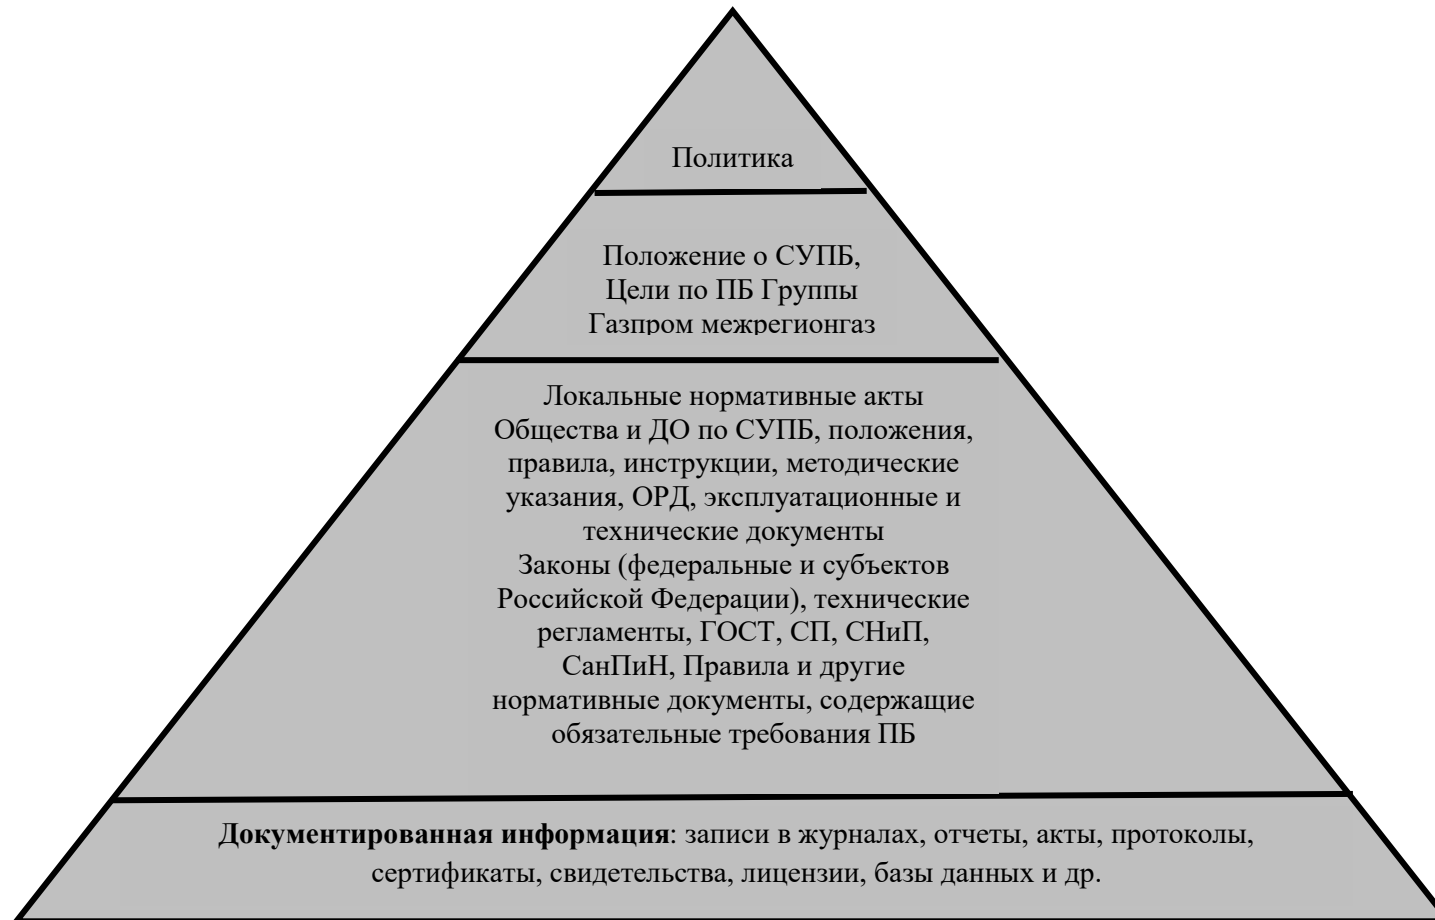 Политика
Положение о СУПБ,
Цели по ПБ Группы
Газпром межрегионгаз
Локальные нормативные акты
Общества и ДО по СУПБ, положения,
правила, инструкции, методические
указания, ОРД, эксплуатационные и
технические документы
Законы (федеральные и субъектов
Российской Федерации), технические
регламенты, ГОСТ, СП, СНиП,
СанПиН, Правила и другие
нормативные документы, содержащие
обязательные требования ПБ
Документированная информация: записи в журналах, отчеты, акты, протоколы,
сертификаты, свидетельства, лицензии, базы данных и др.